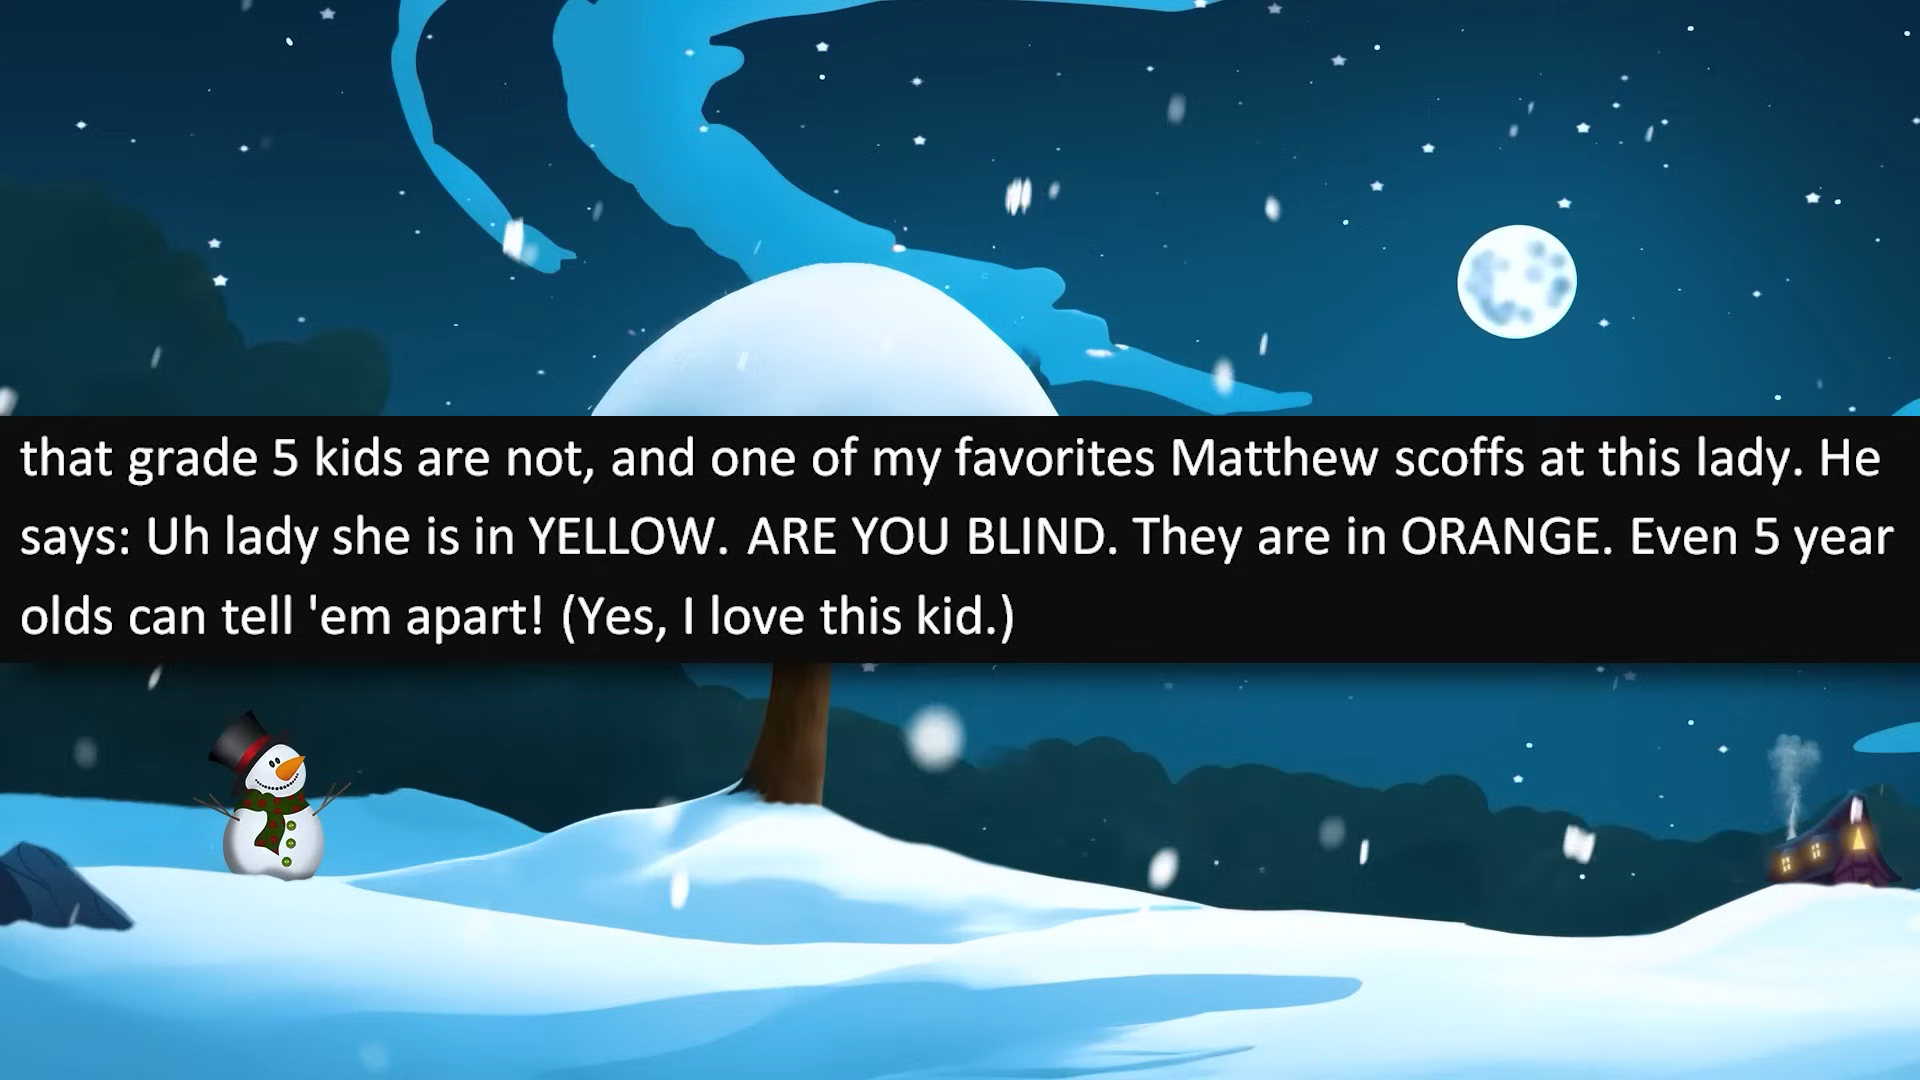 that grade 5 kids are not, and one of my favorites Matthew scoffs at this lady. He
says: Uh lady she is in YELLOW. ARE YOU BLIND. They are in ORANGE. Even 5 year
olds can tell 'em apart! (Yes, I love this kid.)